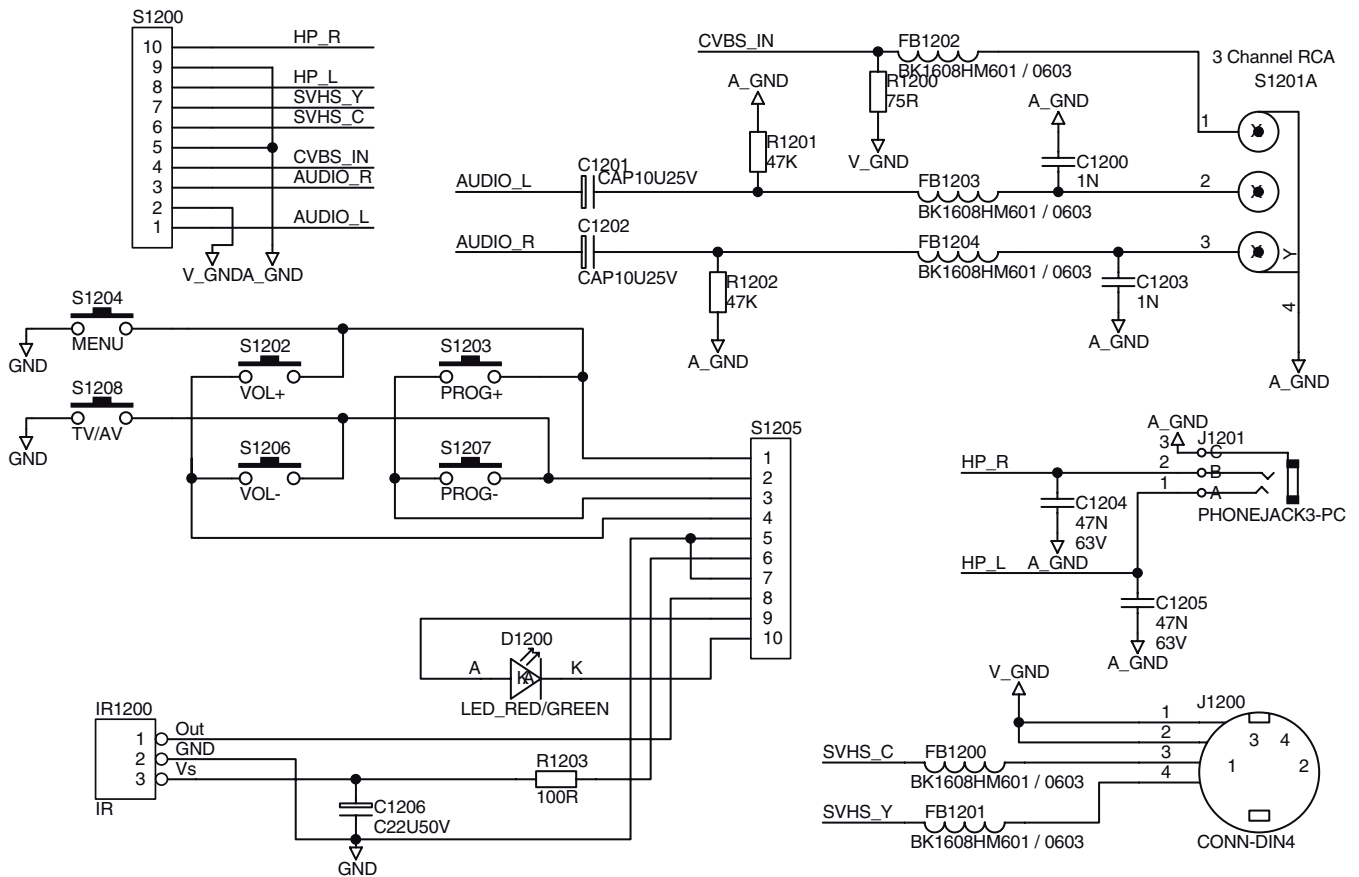 S1200
10
9
8
7
6
5
4
3
2
1
HP_R
HP_L
SVHS_Y
SVHS_C
CVBS_IN
AUDIO_R
AUDIO_L
V_GND
A_GND
CVBS_IN
FB1202
BK1608HM601 / 0603
R1200
75R
V_GND
A_GND
R1201
47K
3 Channel RCA
S1201A
A_GND
C1200
1N
1
2
3
4
Y
AUDIO_L
C1201
CAP10U25V
FB1203
BK1608HM601 / 0603
AUDIO_R
C1202
CAP10U25V
FB1204
BK1608HM601 / 0603
R1202
47K
A_GND
C1203
1N
A_GND
A_GND
S1204
MENU
GND
S1202
VOL+
S1203
PROG+
S1208
TV/AV
GND
S1206
VOL-
S1207
PROG-
S1205
1
2
3
4
5
6
7
8
9
10
D1200
A
K
KA
LED_RED/GREEN
IR1200
1
2
3
Out
GND
Vs
IR
R1203
100R
C1206
C22U50V
GND
A_GND
J1201
3
C
HP_R
2
B
1
A
PHONEJACK3-PC
C1204
47N
63V
A_GND
HP_L
C1205
47N
63V
A_GND
V_GND
J1200
1
2
3
4
3 4
1 2
SVHS_C
FB1200
BK1608HM601 / 0603
SVHS_Y
FB1201
BK1608HM601 / 0603
CONN-DIN4